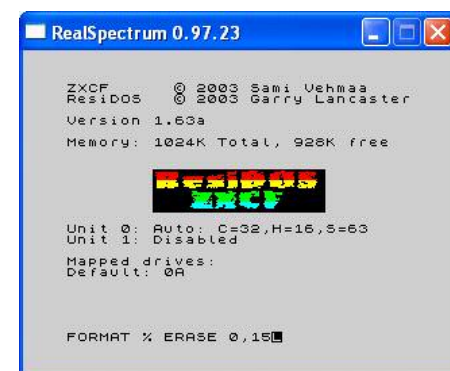 RealSpectrum 0.97.23
ZXCF © 2003 Sami Vehmaa
ResiDOS © 2003 Garry Lancaster
Version 1.63a
Memory: 1024K Total, 928K free
ResiDOS
ZXCF
Unit 0: Auto: C=32,H=16,S=63
Unit 1: Disabled
Mapped drives:
Default: 0A
FORMAT % ERASE 0,15